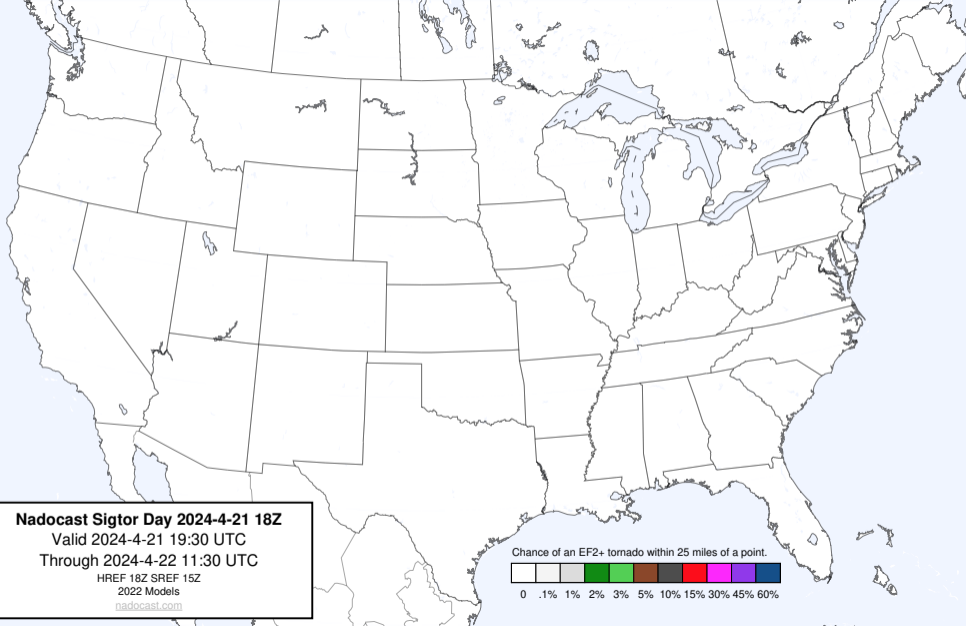 Nadocast Sigtor Day 2024-4-21 18Z
Valid 2024-4-21 19:30 UTC
Through 2024-4-22 11:30 UTC
HREF 18Z SREF 15Z
2022 Models
nadocast.com
Chance of an EF2+ tornado within 25 miles of a point.
0 .1% 1% 2% 3% 5% 10% 15% 30% 45% 60%